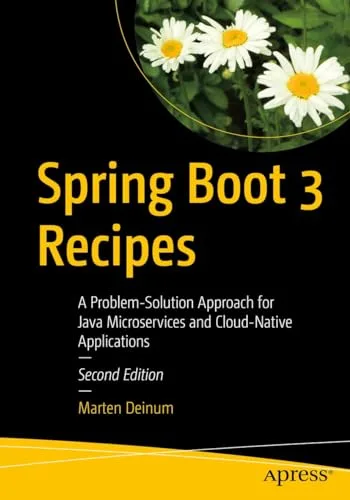 Spring Boot 3
Recipes
A Problem-Solution Approach for
Java Microservices and Cloud-Native
Applications
—
Second Edition
—
Marten Deinum
Apress®